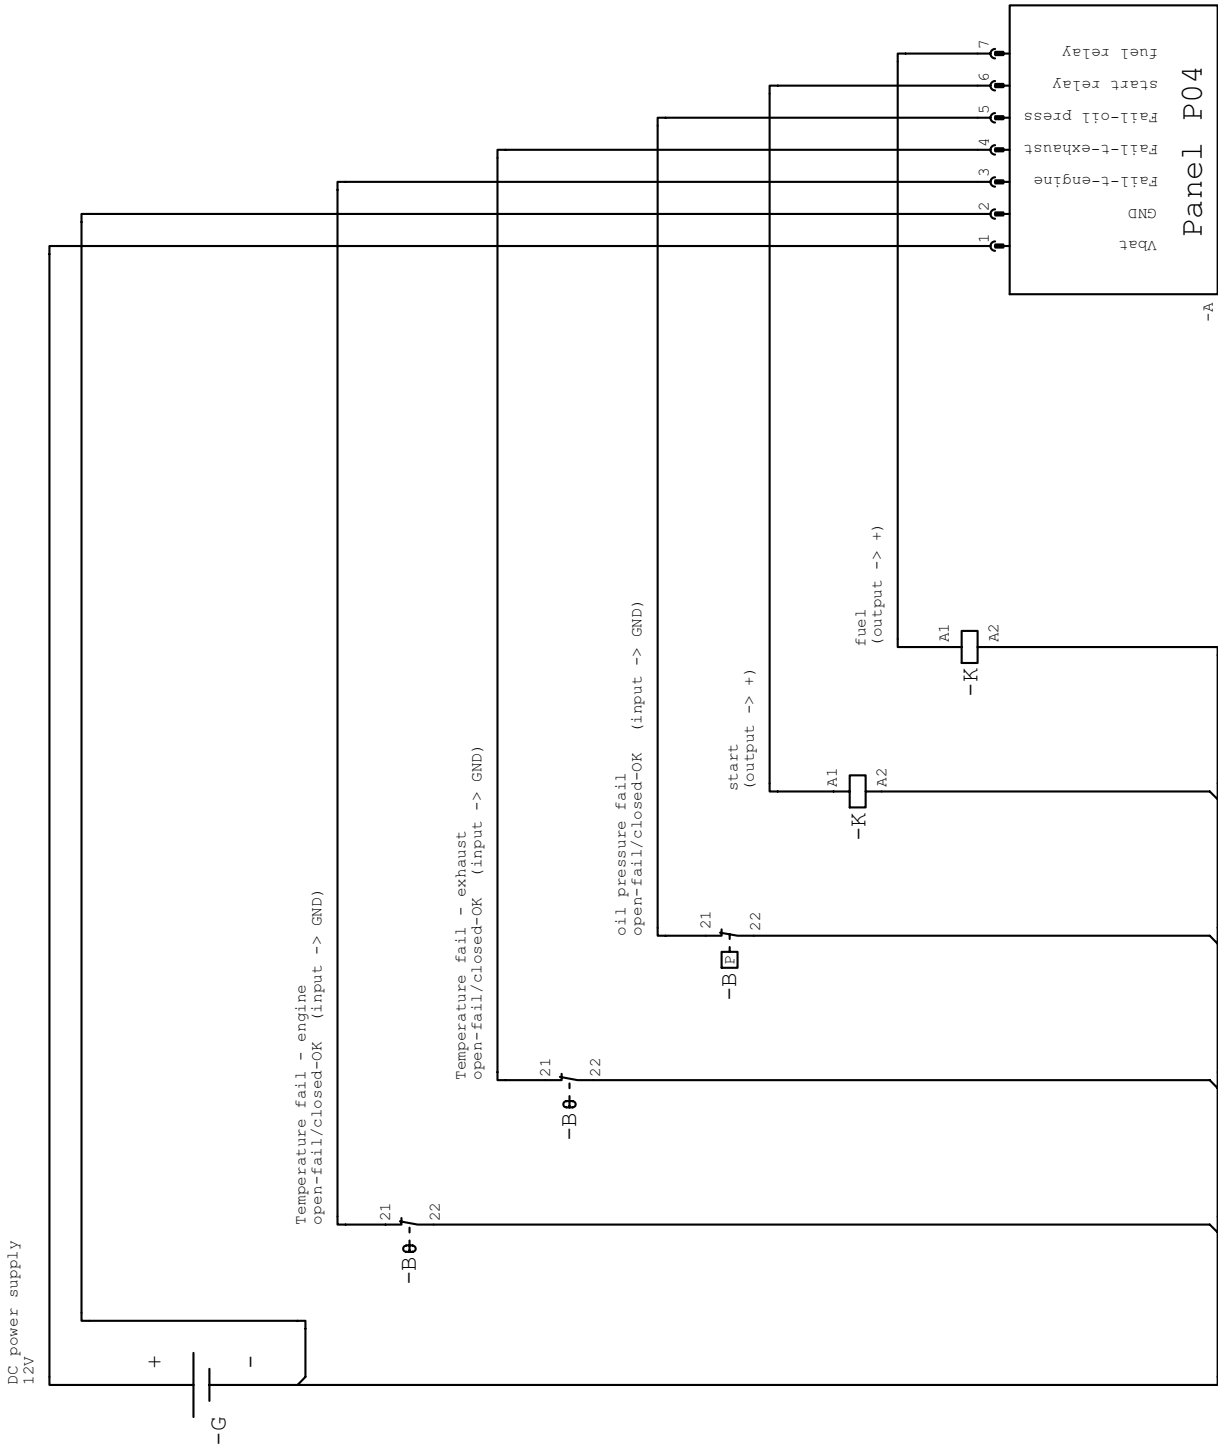 DC power supply
12V
+
-
-G
Temperature fail - engine
open-fail/closed-OK (input -> GND)
21
22
-Bθ
Temperature fail - exhaust
open-fail/closed-OK (input -> GND)
21
22
-Bθ
oil pressure fail
open-fail/closed-OK (input -> GND)
21
22
-B P
start
(output -> +)
A1
A2
-K
fuel
(output -> +)
A1
A2
-K
7 fuel relay
6 start relay
5 Fail-oil press
4 Fail-t-exhaust
3 Fail-t-engine
2 GND
1 Vbat
Panel P04
-A